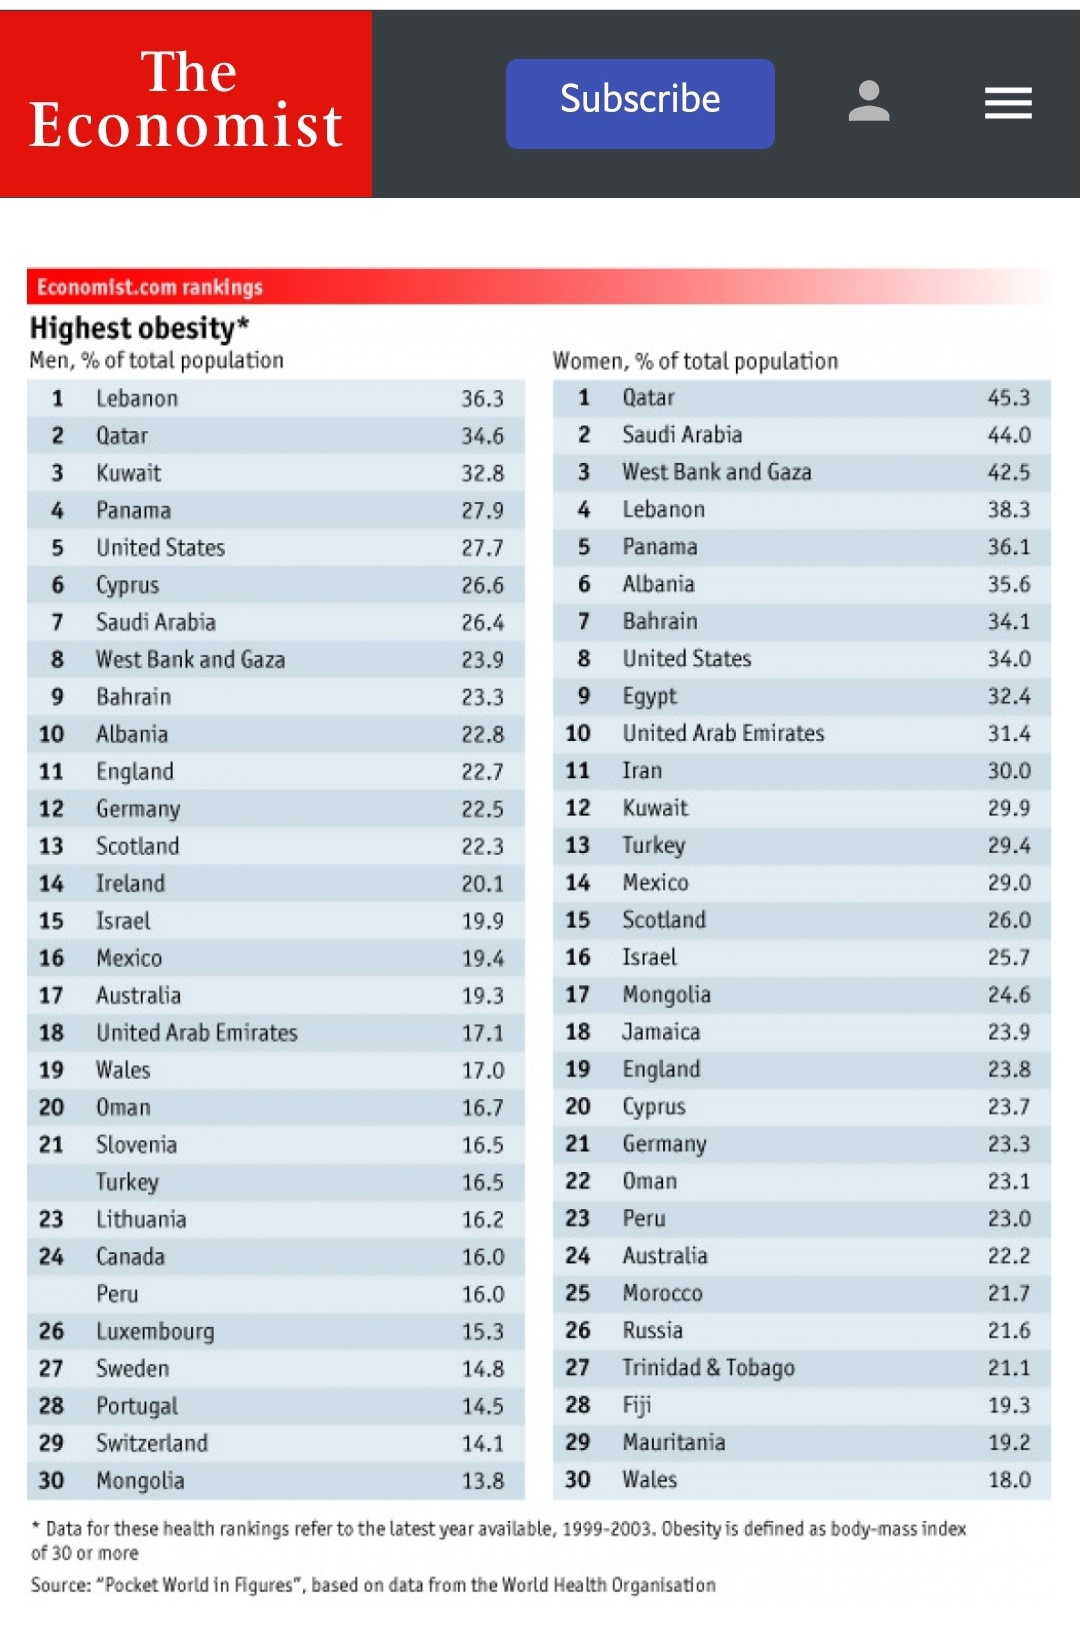 The
Economist
Subscribe
Economist.com rankings
Highest obesity*
Men, % of total population
1 Lebanon 36.3
2 Qatar 34.6
3 Kuwait 32.8
4 Panama 27.9
5 United States 27.7
6 Cyprus 26.6
7 Saudi Arabia 26.4
8 West Bank and Gaza 23.9
9 Bahrain 23.3
10 Albania 22.8
11 England 22.7
12 Germany 22.5
13 Scotland 22.3
14 Ireland 20.1
15 Israel 19.9
16 Mexico 19.4
17 Australia 19.3
18 United Arab Emirates 17.1
19 Wales 17.0
20 Oman 16.7
21 Slovenia 16.5
Turkey 16.5
23 Lithuania 16.2
24 Canada 16.0
Peru 16.0
26 Luxembourg 15.3
27 Sweden 14.8
28 Portugal 14.5
29 Switzerland 14.1
30 Mongolia 13.8
Women, % of total population
1 Qatar 45.3
2 Saudi Arabia 44.0
3 West Bank and Gaza 42.5
4 Lebanon 38.3
5 Panama 36.1
6 Albania 35.6
7 Bahrain 34.1
8 United States 34.0
9 Egypt 32.4
10 United Arab Emirates 31.4
11 Iran 30.0
12 Kuwait 29.9
13 Turkey 29.4
14 Mexico 29.0
15 Scotland 26.0
16 Israel 25.7
17 Mongolia 24.6
18 Jamaica 23.9
19 England 23.8
20 Cyprus 23.7
21 Germany 23.3
22 Oman 23.1
23 Peru 23.0
24 Australia 22.2
25 Morocco 21.7
26 Russia 21.6
27 Trinidad & Tobago 21.1
28 Fiji 19.3
29 Mauritania 19.2
30 Wales 18.0
* Data for these health rankings refer to the latest year available, 1999-2003. Obesity is defined as body-mass index
of 30 or more
Source: "Pocket World in Figures", based on data from the World Health Organisation